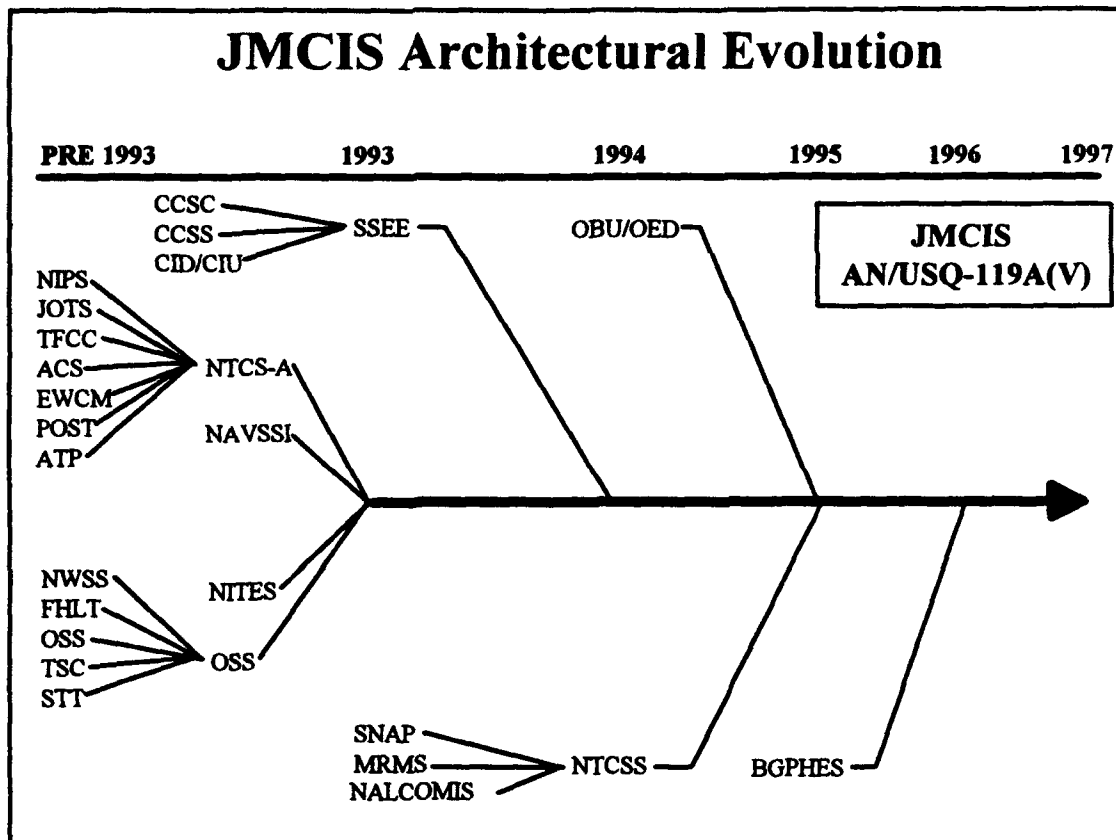 JMCIS Architectural Evolution
PRE 1993 1993 1994 1995 1996 1997
CCSC
CCSS
CID/CIU
SSEE
OBU/OED
JMCIS
AN/USQ-119A(V)
NIPS
JOTS
TFCC
ACS
EWCM
POST
ATP
NTCS-A
NAVSSI
NWSS
FHLT
OSS
TSC
STT
NITES
OSS
SNAP
MRMS
NALCOMIS
NTCSS
BGPHES